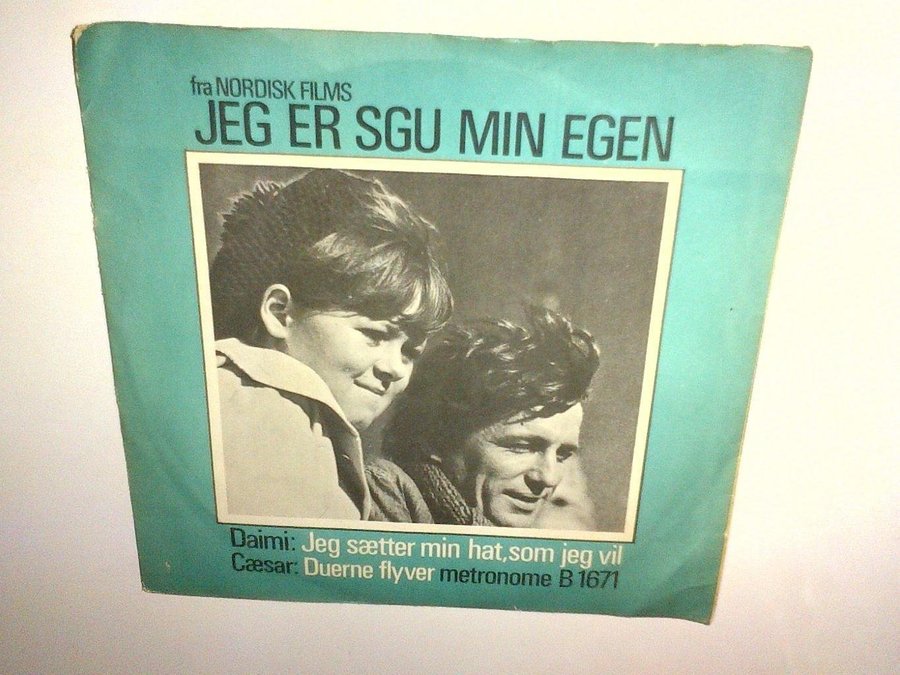 fra NORDISK FILMS
JEG ER SGU MIN EGEN
Daimi: Jeg sætter min hat,som jeg vil
Cæsar: Duerne flyver metronome B 1671